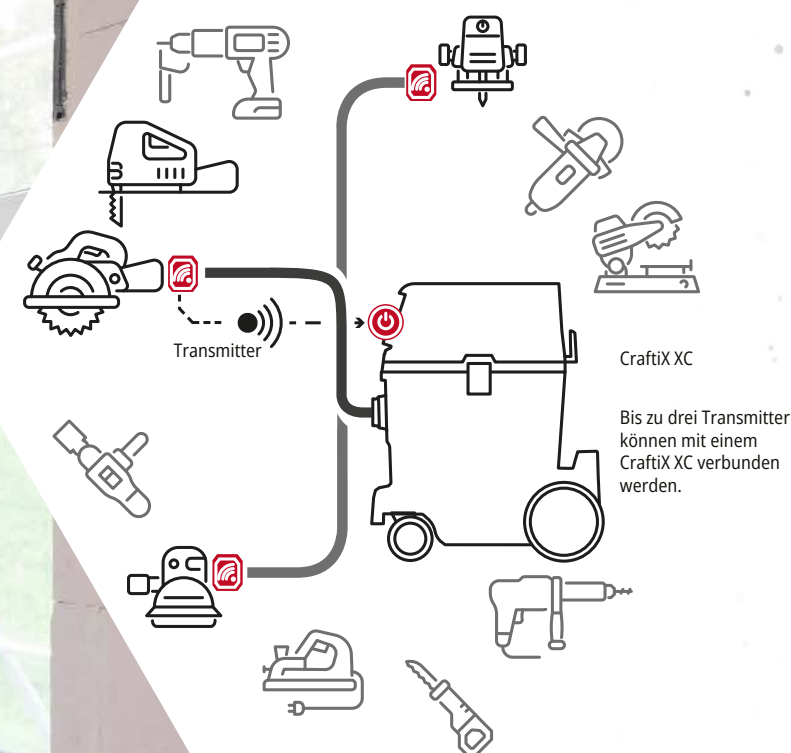 Transmitter
CraftiX XC
Bis zu drei Transmitter
können mit einem
CraftiX XC verbunden
werden.